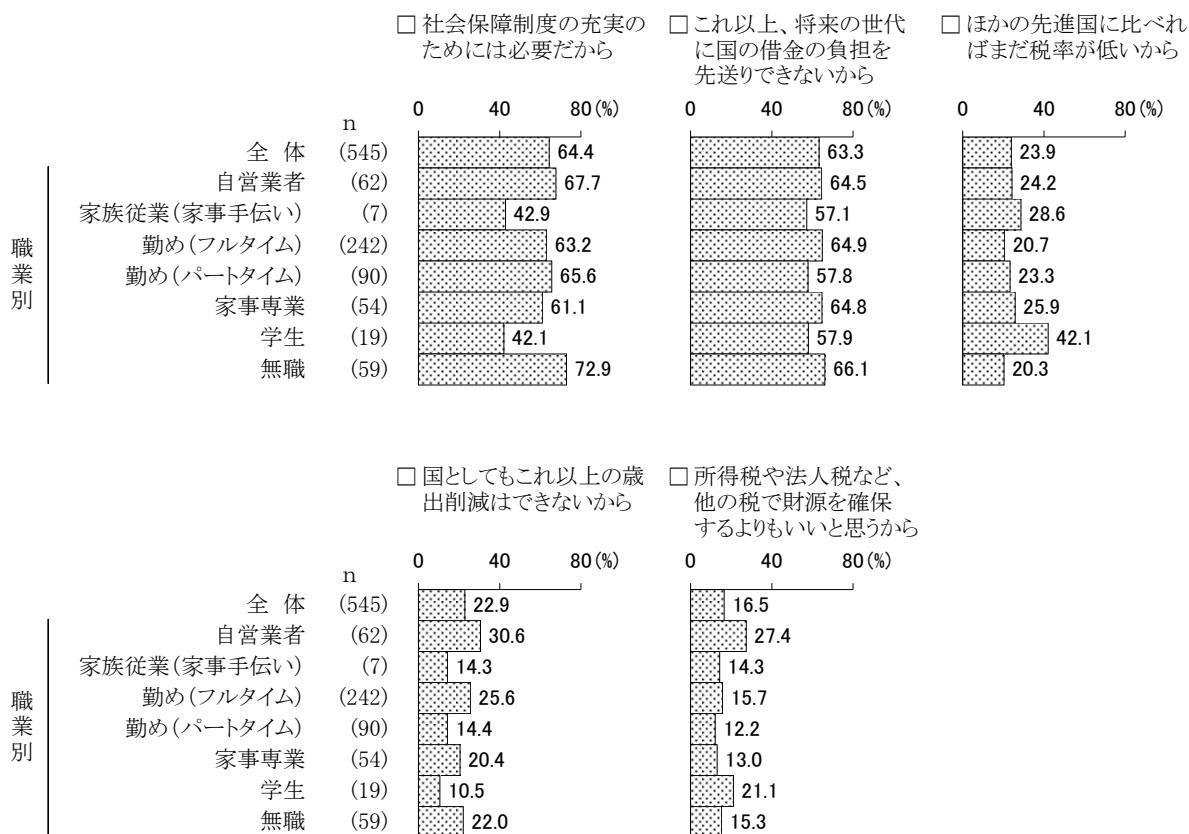 □ 社会保障制度の充実の
ためには必要だから
□ これ以上、将来の世代
に国の借金の負担を
先送りできないから
□ ほかの先進国に比べれ
ばまだ税率が低いから
0 40 80(%) 0 40 80(%) 0 40 80(%)
n
全 体 (545) 64.4 63.3 23.9
自営業者 (62) 67.7 64.5 24.2
家族従業(家事手伝い) (7) 42.9 57.1 28.6
勤め(フルタイム) (242) 63.2 64.9 20.7
勤め(パートタイム) (90) 65.6 57.8 23.3
家事専業 (54) 61.1 64.8 25.9
学生 (19) 42.1 57.9 42.1
無職 (59) 72.9 66.1 20.3
職業別
□ 国としてもこれ以上の歳
出削減はできないから
□ 所得税や法人税など、
他の税で財源を確保
するよりもいいと思うから
0 40 80(%) 0 40 80(%)
n
全 体 (545) 22.9 16.5
自営業者 (62) 30.6 27.4
家族従業(家事手伝い) (7) 14.3 14.3
勤め(フルタイム) (242) 25.6 15.7
勤め(パートタイム) (90) 14.4 12.2
家事専業 (54) 20.4 13.0
学生 (19) 10.5 21.1
無職 (59) 22.0 15.3
職業別